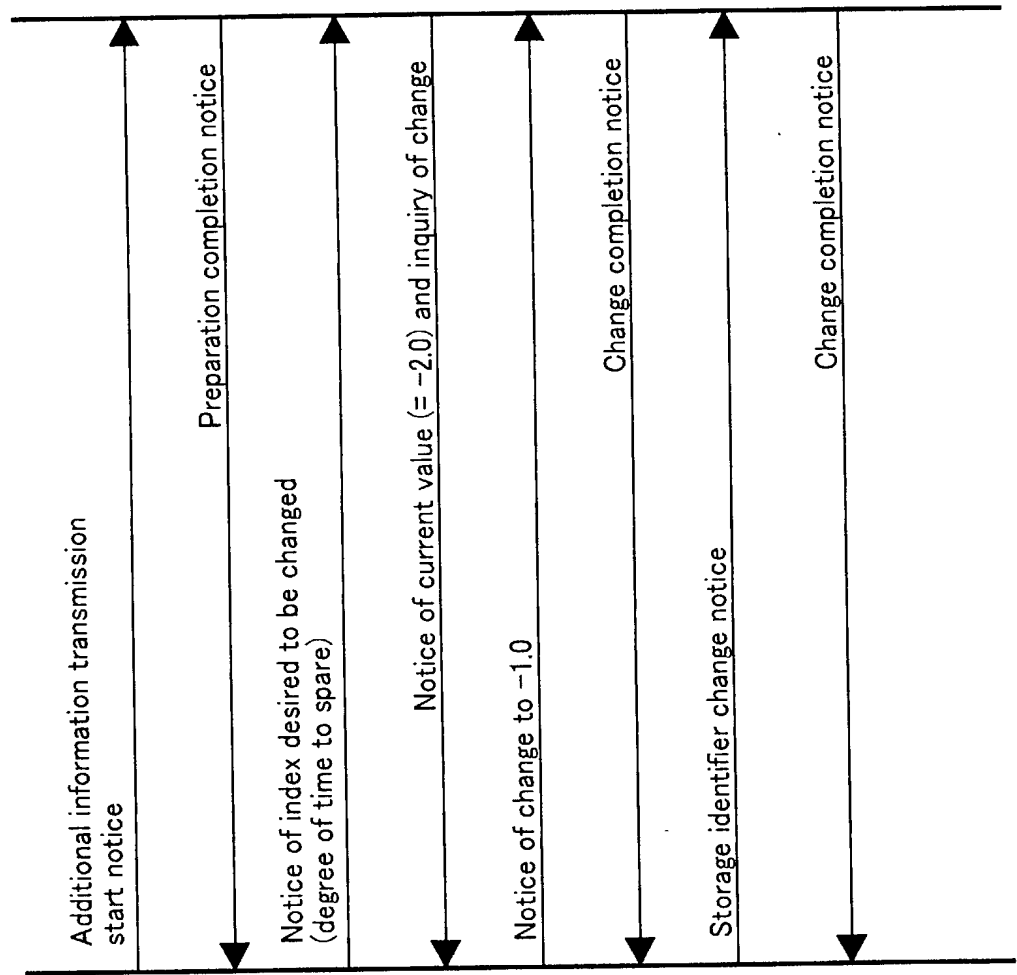 Additional information transmission
start notice
Preparation completion notice
Notice of index desired to be changed
(degree of time to spare)
Notice of current value (= −2.0) and inquiry of change
Notice of change to −1.0
Change completion notice
Storage identifier change notice
Change completion notice